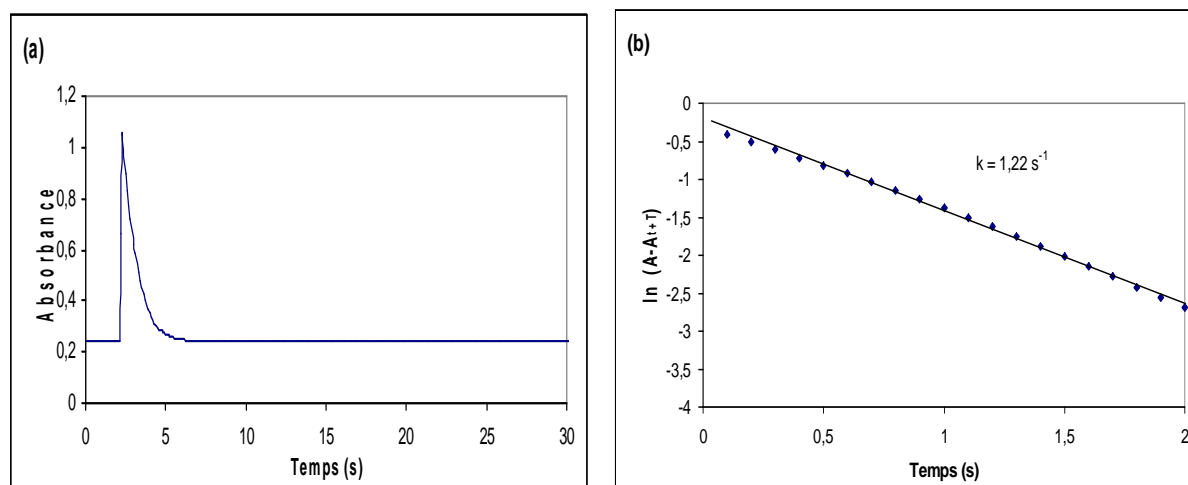 (a)
1,2
1
0,8
0,6
0,4
0,2
0
Absorbance
0 5 10 15 20 25 30
Temps (s)
(b)
0
-0,5
-1
-1,5
-2
-2,5
-3
-3,5
-4
ln (A-At+T)
k = 1,22 s-1
0 0,5 1 1,5 2
Temps (s)